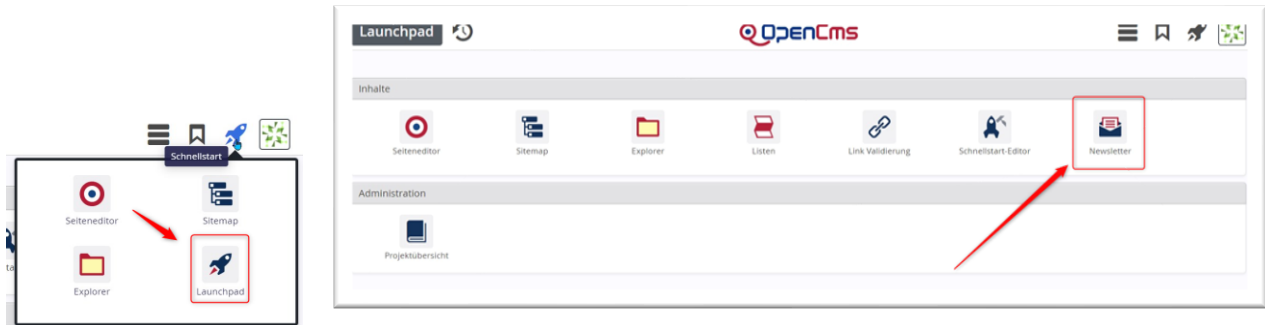 Schnellstart
Seiteneditor
Sitemap
ta
Explorer
Launchpad
Launchpad
OpenCms
Inhalte
Seiteneditor
Sitemap
Explorer
Listen
Link Validierung
Schnellstart-Editor
Newsletter
Administration
Projektübersicht